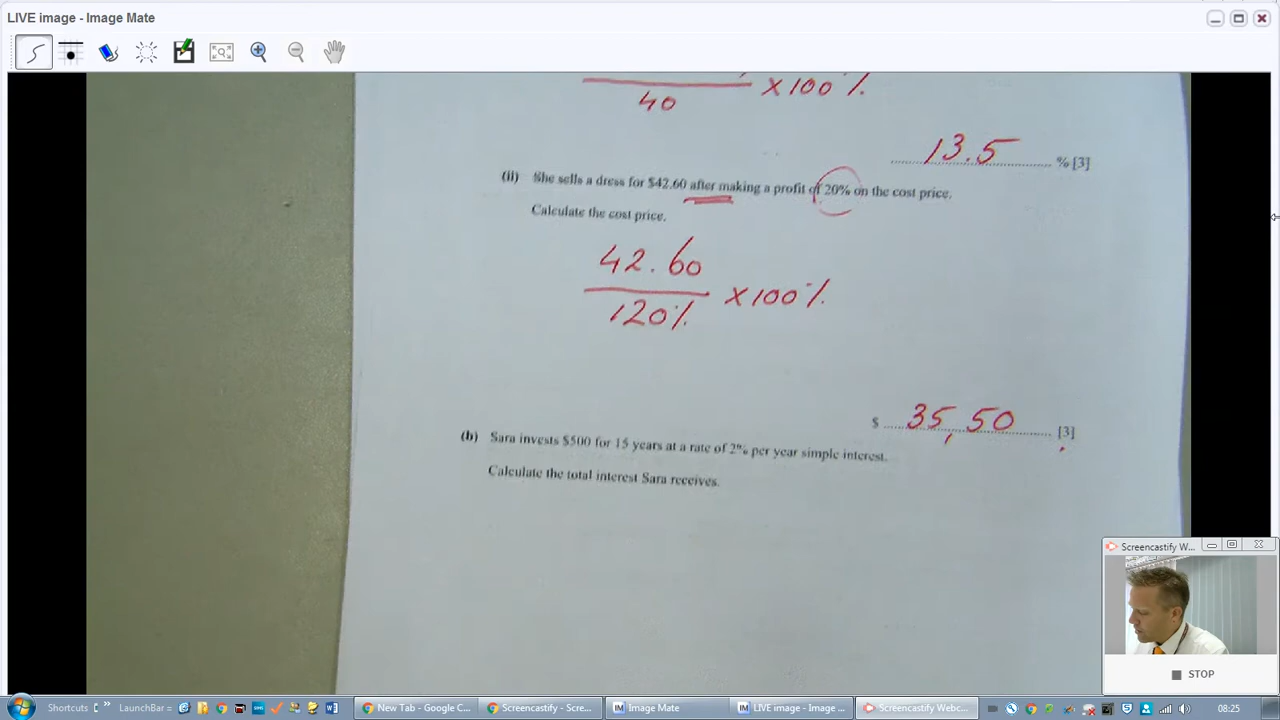 LIVE image - Image Mate
40
x 100 %
13.5
% [3]
(ii) She sells a dress for $42.60 after making a profit of 20% on the cost price.
Calculate the cost price.
42.60
120%
x 100 %
$ 35,50 [3]
(b) Sara invests $500 for 15 years at a rate of 2% per year simple interest.
Calculate the total interest Sara receives.
Screencastify W...
STOP
Shortcuts
LaunchBar
New Tab - Google C...
Screencastify - Scre...
Image Mate
LIVE image - Image ...
Screencastify Webc...
08:25